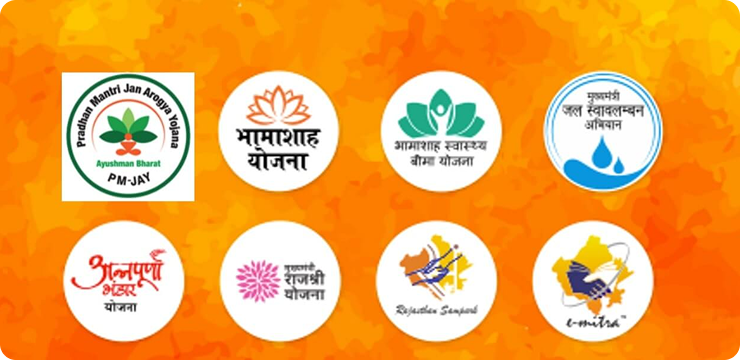 Pradhan Mantri Jan Arogya Yojana
Ayushman Bharat
PM-JAY
भामाशाह
योजना
भामाशाह स्वास्थ्य
बीमा योजना
मुख्यमंत्री
जल स्वावलम्बन
अभियान
अन्नपूर्णा
भंडार
योजना
मुख्यमंत्री
राजश्री
योजना
Rajasthan Sampark
e-mitra™